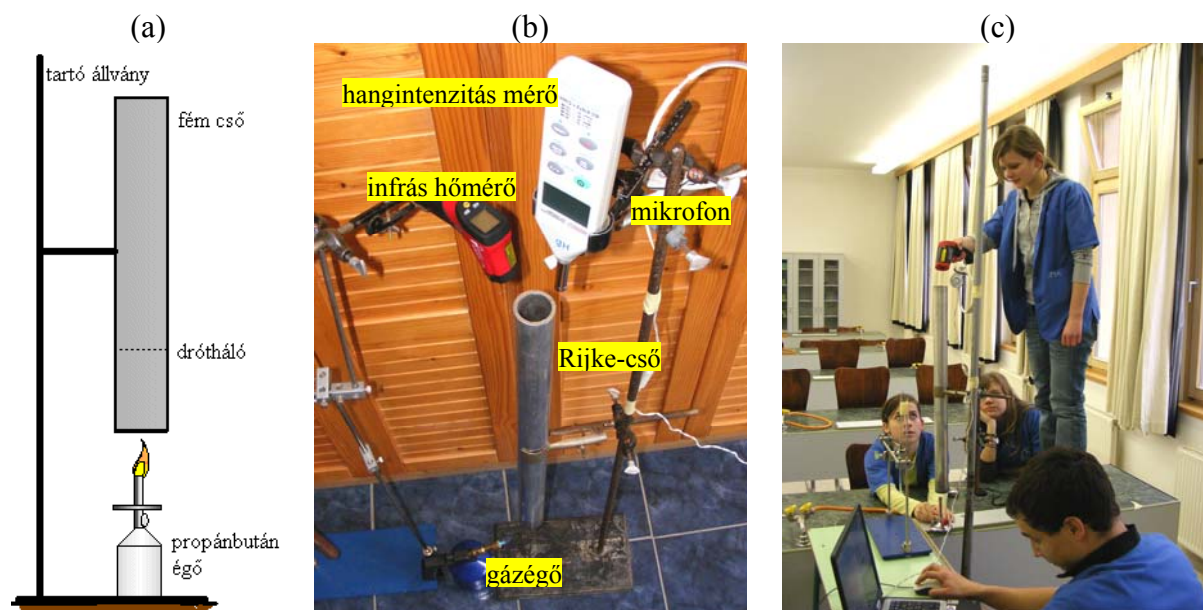 (a)
(b)
(c)
tartó állvány
fém cső
drótháló
propánbután
égő
hangintenzitás mérő
infrás hőmérő
mikrofon
Rijke-cső
gázégő